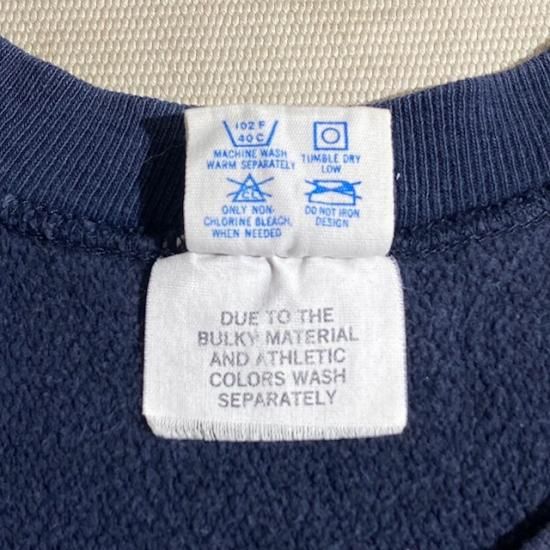 102 F
40 C
MACHINE WASH
WARM SEPARATELY
TUMBLE DRY
LOW
CL
ONLY NON-
CHLORINE BLEACH,
WHEN NEEDED
DO NOT IRON
DESIGN
DUE TO THE
BULKY MATERIAL
AND ATHLETIC
COLORS WASH
SEPARATELY